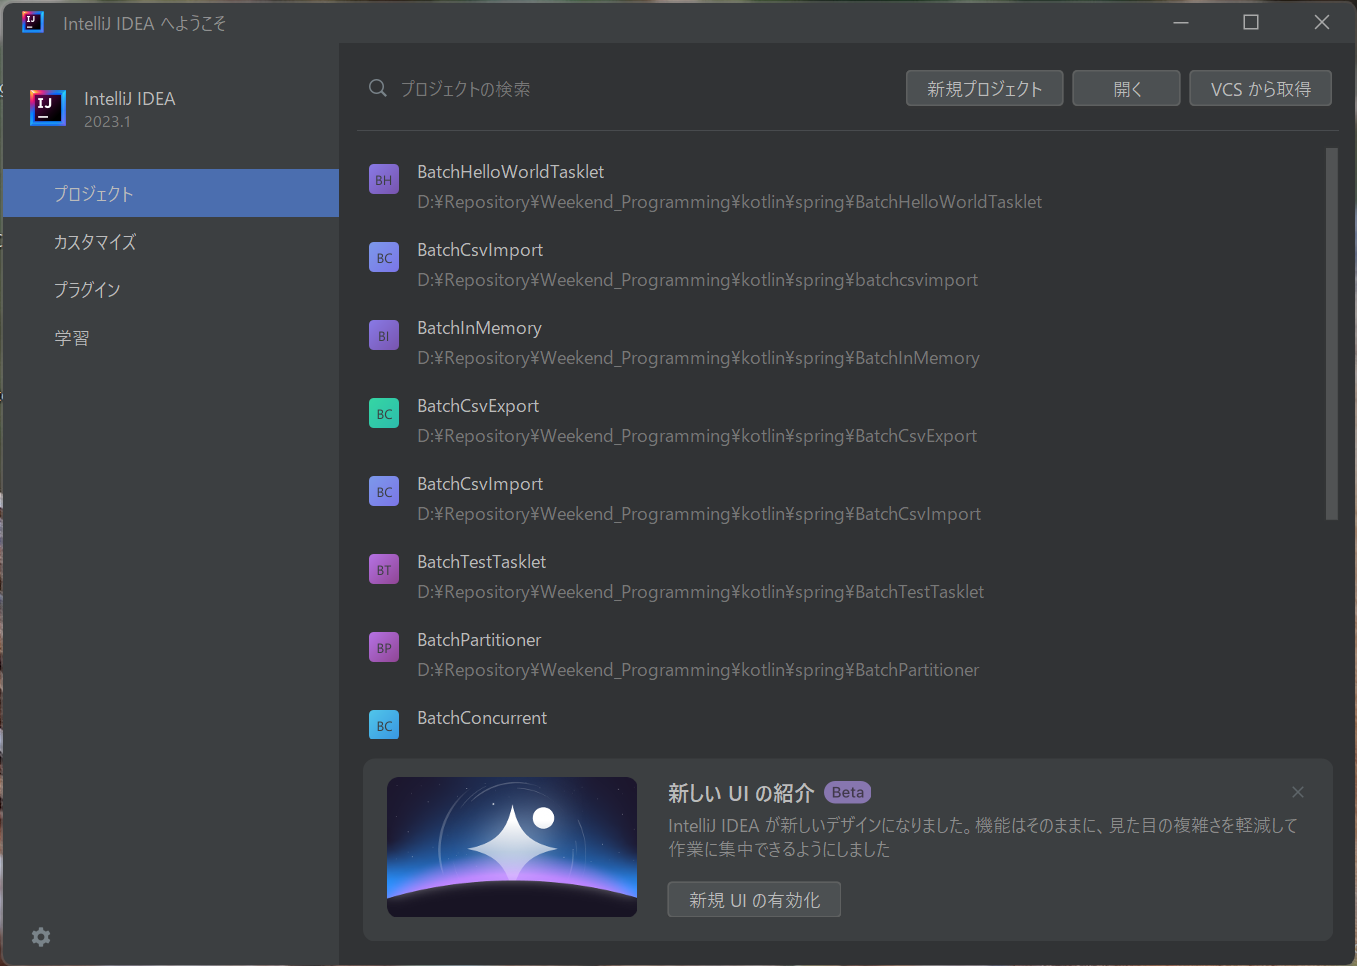 IntelliJ IDEA へようこそ
IJ
IntelliJ IDEA
2023.1
プロジェクト
カスタマイズ
プラグイン
学習
プロジェクトの検索
新規プロジェクト
開く
VCS から取得
BH
BatchHelloWorldTasklet
D:¥Repository¥Weekend_Programming¥kotlin¥spring¥BatchHelloWorldTasklet
BC
BatchCsvImport
D:¥Repository¥Weekend_Programming¥kotlin¥spring¥batchcsvimport
BI
BatchInMemory
D:¥Repository¥Weekend_Programming¥kotlin¥spring¥BatchInMemory
BC
BatchCsvExport
D:¥Repository¥Weekend_Programming¥kotlin¥spring¥BatchCsvExport
BC
BatchCsvImport
D:¥Repository¥Weekend_Programming¥kotlin¥spring¥BatchCsvImport
BT
BatchTestTasklet
D:¥Repository¥Weekend_Programming¥kotlin¥spring¥BatchTestTasklet
BP
BatchPartitioner
D:¥Repository¥Weekend_Programming¥kotlin¥spring¥BatchPartitioner
BC
BatchConcurrent
新しい UI の紹介 Beta
IntelliJ IDEA が新しいデザインになりました。機能はそのままに、見た目の複雑さを軽減して
作業に集中できるようにしました
新規 UI の有効化